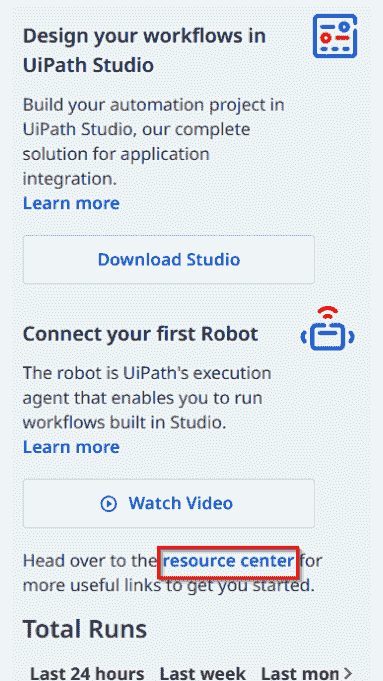 Design your workflows in
UiPath Studio
Build your automation project in
UiPath Studio, our complete
solution for application
integration.
Learn more
Download Studio
Connect your first Robot
The robot is UiPath's execution
agent that enables you to run
workflows built in Studio.
Learn more
Watch Video
Head over to the resource center for
more useful links to get you started.
Total Runs
Last 24 hours Last week Last mon